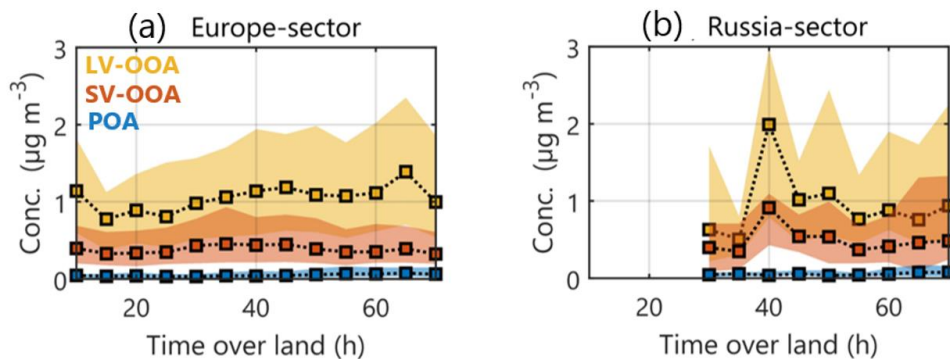 (a) Europe-sector
3
2
1
0
Conc. (µg m⁻³)
LV-OOA
SV-OOA
POA
20 40 60
Time over land (h)
(b) Russia-sector
3
2
1
0
Conc. (µg m⁻³)
20 40 60
Time over land (h)